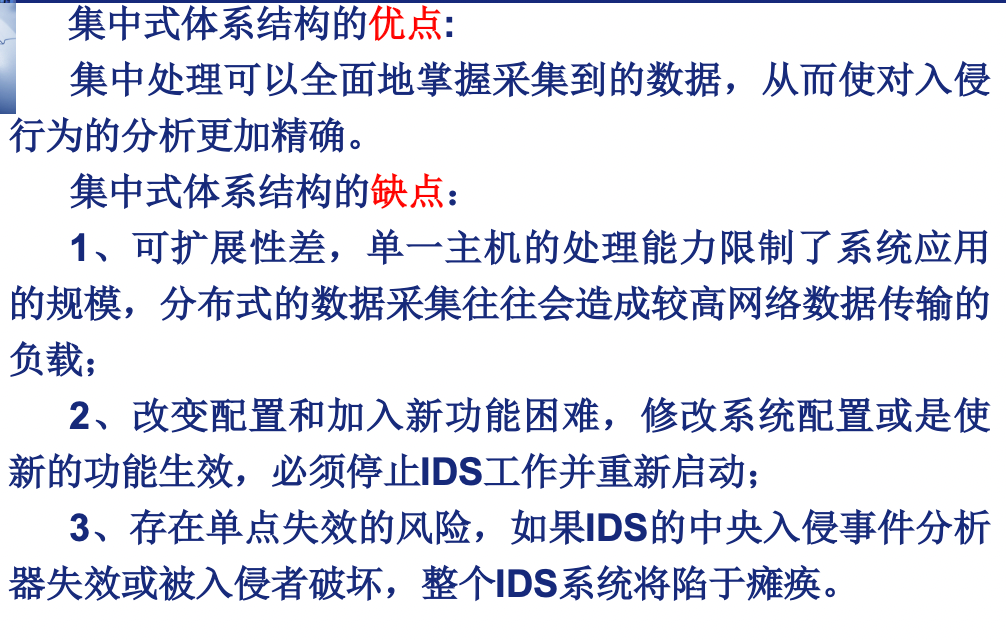 集中式体系结构的优点:
集中处理可以全面地掌握采集到的数据，从而使对入侵
行为的分析更加精确。
集中式体系结构的缺点：
1、可扩展性差，单一主机的处理能力限制了系统应用
的规模，分布式的数据采集往往会造成较高网络数据传输的
负载；
2、改变配置和加入新功能困难，修改系统配置或是使
新的功能生效，必须停止IDS工作并重新启动；
3、存在单点失效的风险，如果IDS的中央入侵事件分析
器失效或被入侵者破坏，整个IDS系统将陷于瘫痪。